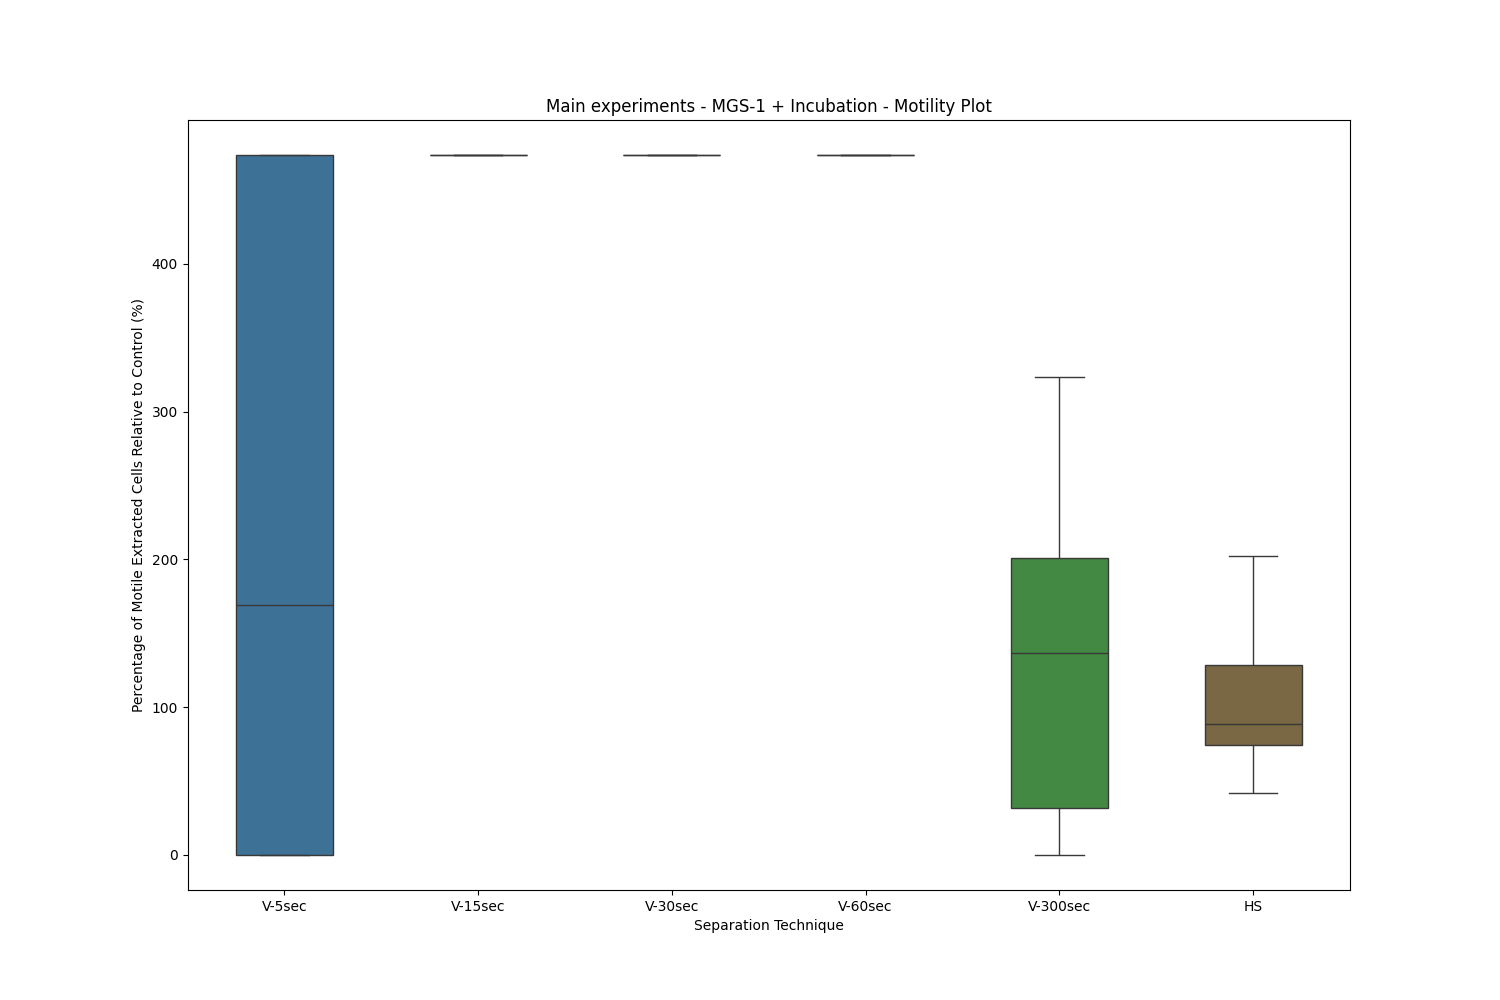 Main experiments - MGS-1 + Incubation - Motility Plot
Percentage of Motile Extracted Cells Relative to Control (%)
400
300
200
100
0
V-5sec V-15sec V-30sec V-60sec V-300sec HS
Separation Technique